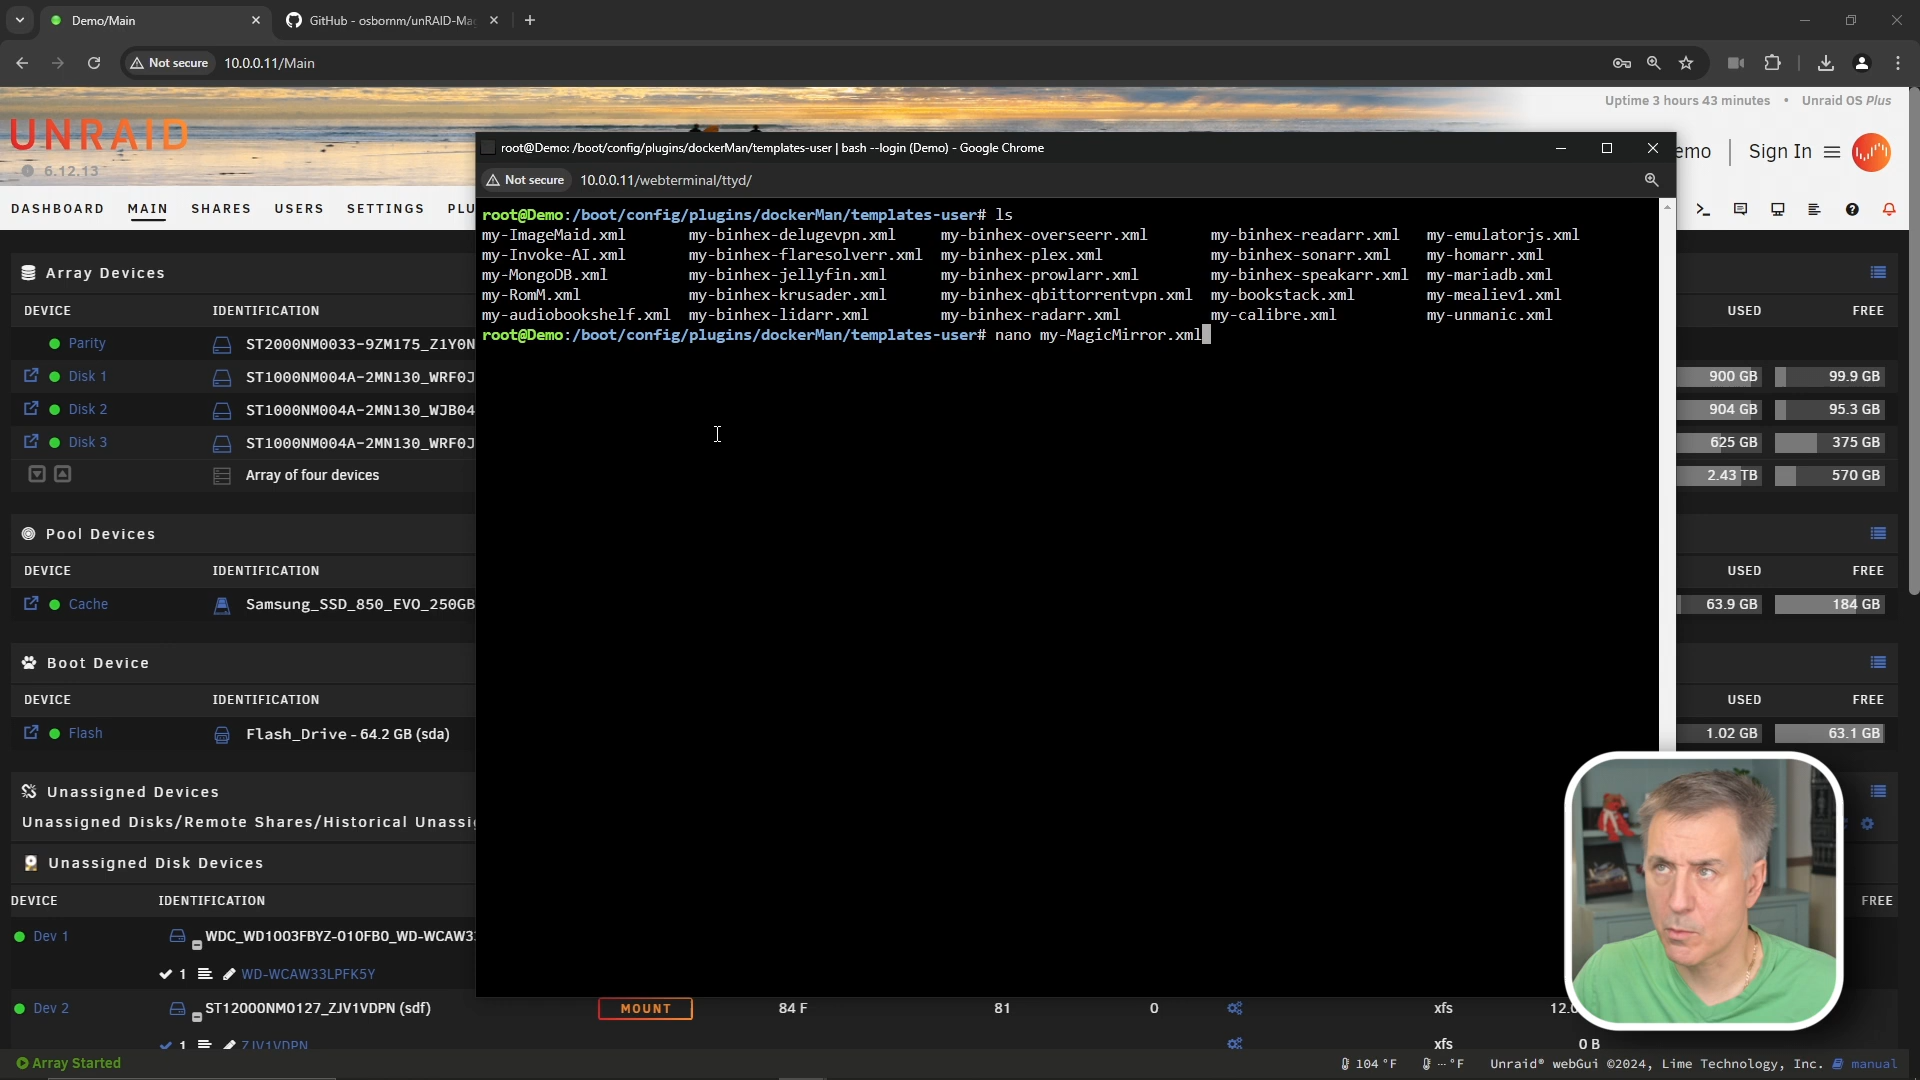 Demo/Main
GitHub - osbornm/unRAID-Ma
Not secure
10.0.0.11/Main
Uptime 3 hours 43 minutes • Unraid OS Plus
UNRAID
6.12.13
emo
Sign In
DASHBOARD MAIN SHARES USERS SETTINGS PLU
root@Demo: /boot/config/plugins/dockerMan/templates-user | bash --login (Demo) - Google Chrome
Not secure 10.0.0.11/webterminal/ttyd/
root@Demo:/boot/config/plugins/dockerMan/templates-user# ls
my-ImageMaid.xml my-binhex-delugevpn.xml my-binhex-overseerr.xml my-binhex-readarr.xml my-emulatorjs.xml
my-Invoke-AI.xml my-binhex-flaresolverr.xml my-binhex-plex.xml my-binhex-sonarr.xml my-homarr.xml
my-MongoDB.xml my-binhex-jellyfin.xml my-binhex-prowlarr.xml my-binhex-speakarr.xml my-mariadb.xml
my-RomM.xml my-binhex-krusader.xml my-binhex-qbittorrentvpn.xml my-bookstack.xml my-mealiev1.xml
my-audiobookshelf.xml my-binhex-lidarr.xml my-binhex-radarr.xml my-calibre.xml my-unmanic.xml
root@Demo:/boot/config/plugins/dockerMan/templates-user# nano my-MagicMirror.xml
Array Devices
DEVICE IDENTIFICATION USED FREE
Parity ST2000NM0033-9ZM175_Z1Y0N
Disk 1 ST1000NM004A-2MN130_WRF0J 900 GB 99.9 GB
Disk 2 ST1000NM004A-2MN130_WJB04 904 GB 95.3 GB
Disk 3 ST1000NM004A-2MN130_WRF0J 625 GB 375 GB
Array of four devices 2.43 TB 570 GB
Pool Devices
DEVICE IDENTIFICATION USED FREE
Cache Samsung_SSD_850_EVO_250GB 63.9 GB 184 GB
Boot Device
DEVICE IDENTIFICATION USED FREE
Flash Flash_Drive - 64.2 GB (sda) 1.02 GB 63.1 GB
Unassigned Devices
Unassigned Disks/Remote Shares/Historical Unassi
Unassigned Disk Devices
DEVICE IDENTIFICATION FREE
Dev 1 WDC_WD1003FBYZ-010FB0_WD-WCAW3
1 WD-WCAW33LPFK5Y
Dev 2 ST12000NM0127_ZJV1VDPN (sdf) MOUNT 84 F 81 0 xfs 12.0
1 ZJV1VDPN xfs 0 B
Array Started
104 °F -- °F Unraid® webGui ©2024, Lime Technology, Inc. manual